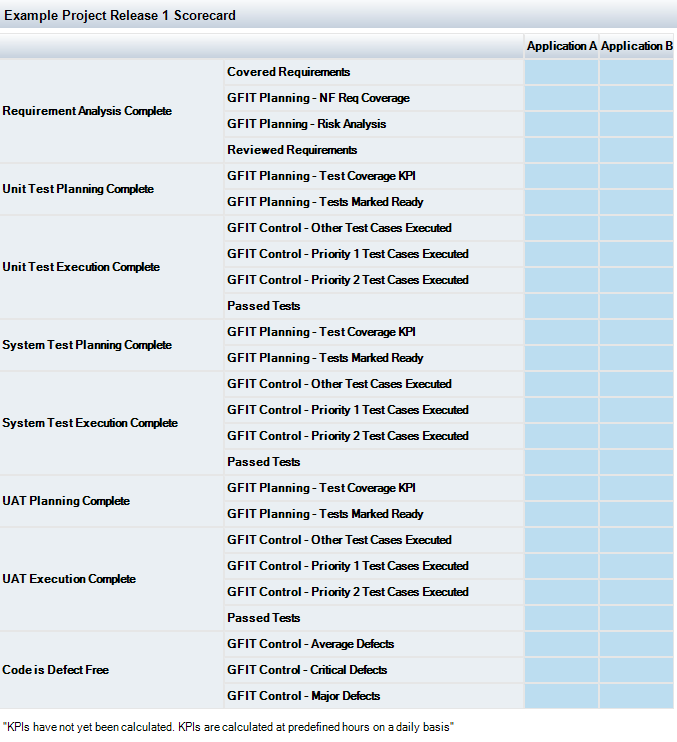 Example Project Release 1 Scorecard
Application A Application B
Requirement Analysis Complete
Covered Requirements
GFIT Planning - NF Req Coverage
GFIT Planning - Risk Analysis
Reviewed Requirements
Unit Test Planning Complete
GFIT Planning - Test Coverage KPI
GFIT Planning - Tests Marked Ready
Unit Test Execution Complete
GFIT Control - Other Test Cases Executed
GFIT Control - Priority 1 Test Cases Executed
GFIT Control - Priority 2 Test Cases Executed
Passed Tests
System Test Planning Complete
GFIT Planning - Test Coverage KPI
GFIT Planning - Tests Marked Ready
System Test Execution Complete
GFIT Control - Other Test Cases Executed
GFIT Control - Priority 1 Test Cases Executed
GFIT Control - Priority 2 Test Cases Executed
Passed Tests
UAT Planning Complete
GFIT Planning - Test Coverage KPI
GFIT Planning - Tests Marked Ready
UAT Execution Complete
GFIT Control - Other Test Cases Executed
GFIT Control - Priority 1 Test Cases Executed
GFIT Control - Priority 2 Test Cases Executed
Passed Tests
Code is Defect Free
GFIT Control - Average Defects
GFIT Control - Critical Defects
GFIT Control - Major Defects
"KPIs have not yet been calculated. KPIs are calculated at predefined hours on a daily basis"